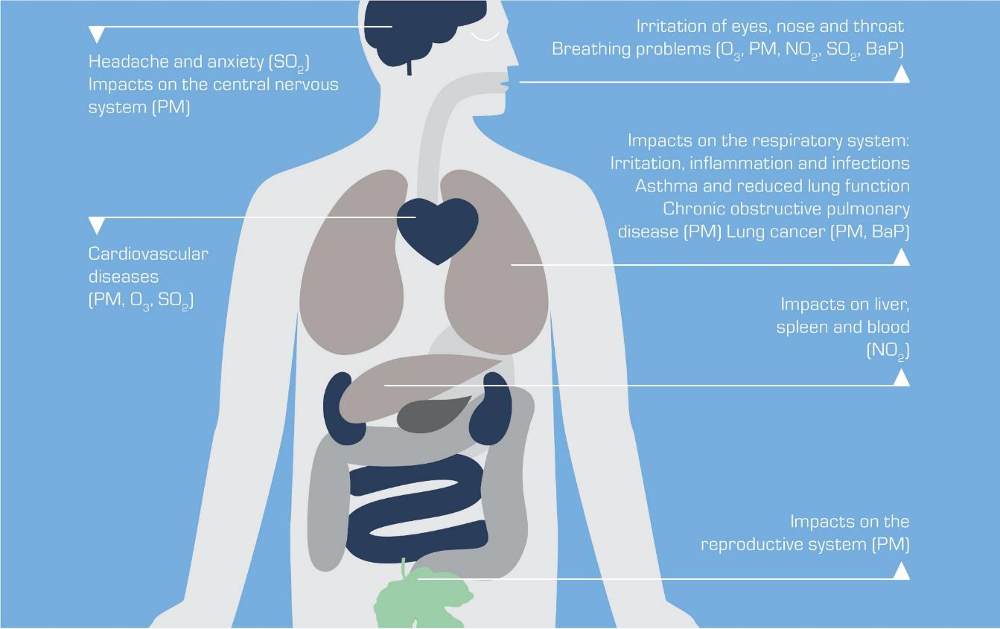 Headache and anxiety (SO₂)
Impacts on the central nervous
system (PM)
Cardiovascular
diseases
(PM, O₃, SO₂)
Irritation of eyes, nose and throat
Breathing problems (O₃, PM, NO₂, SO₂, BaP)
Impacts on the respiratory system:
Irritation, inflammation and infections
Asthma and reduced lung function
Chronic obstructive pulmonary
disease (PM) Lung cancer (PM, BaP)
Impacts on liver,
spleen and blood
(NO₂)
Impacts on the
reproductive system (PM)